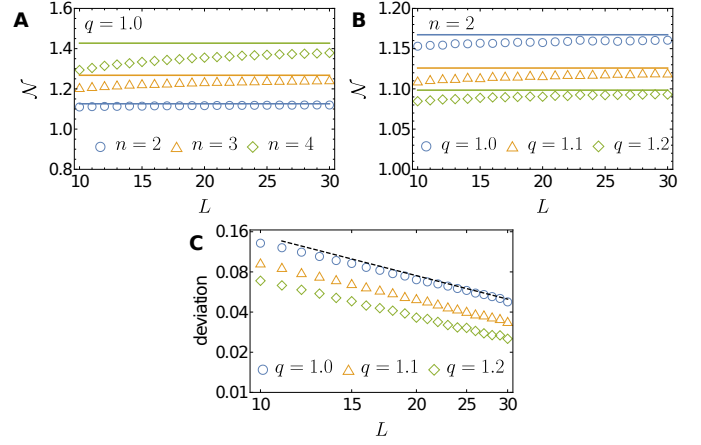 A
q = 1.0
𝒩
1.6
1.4
1.2
1.0
0.8
n = 2 n = 3 n = 4
10 15 20 25 30
L
B
n = 2
𝒩
1.20
1.15
1.10
1.05
1.00
q = 1.0 q = 1.1 q = 1.2
10 15 20 25 30
L
C
deviation
0.16
0.08
0.04
0.02
0.01
q = 1.0 q = 1.1 q = 1.2
10 15 20 25 30
L